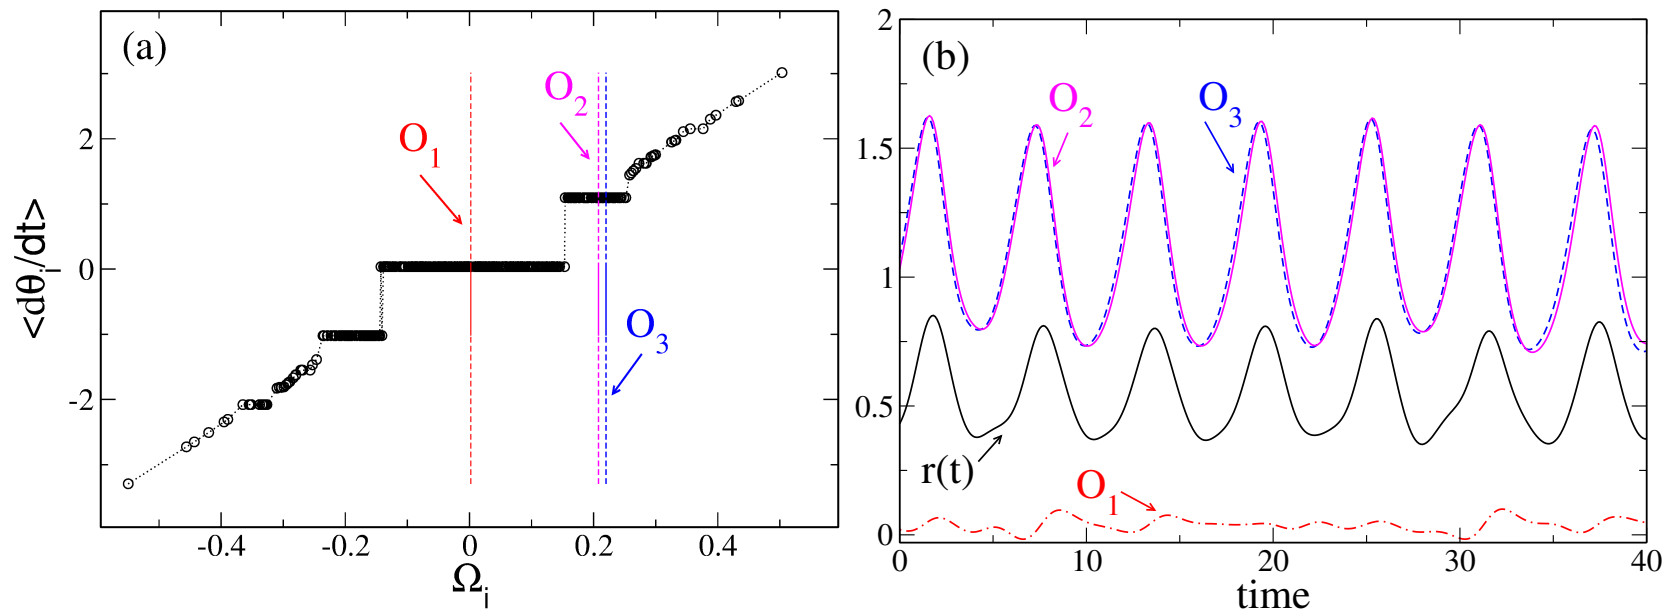 (a)
O₁
O₂
O₃
2
0
-2
<dθᵢ/dt>
-0.4 -0.2 0 0.2 0.4
Ωᵢ
(b)
O₂
O₃
r(t)
O₁
2
1.5
1
0.5
0
0 10 20 30 40
time